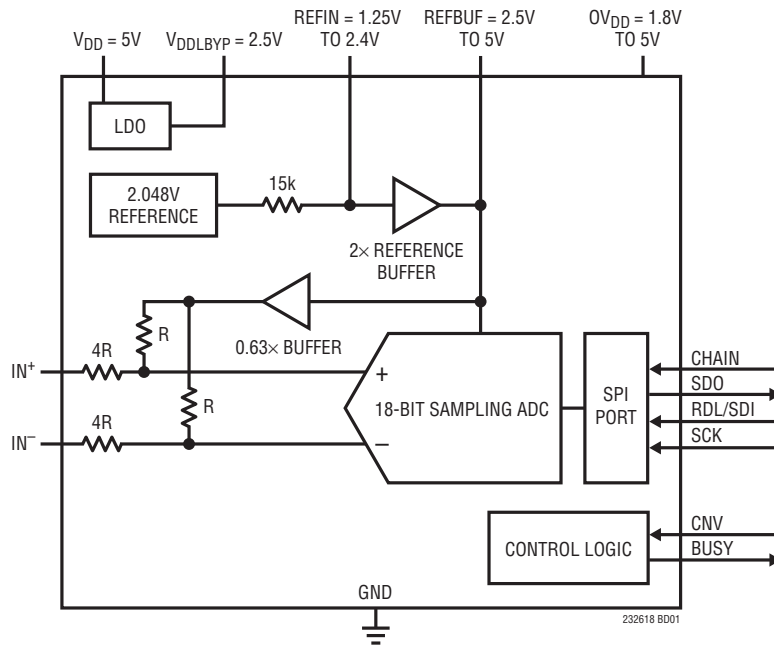 REFIN = 1.25V
TO 2.4V
REFBUF = 2.5V
TO 5V
OVDD = 1.8V
TO 5V
VDD = 5V
VDDLBYP = 2.5V
LDO
2.048V
REFERENCE
15k
2× REFERENCE
BUFFER
R
0.63× BUFFER
4R
IN+
+
R
18-BIT SAMPLING ADC
SPI
PORT
CHAIN
SDO
RDL/SDI
SCK
4R
IN–
–
CONTROL LOGIC
CNV
BUSY
GND
232618 BD01